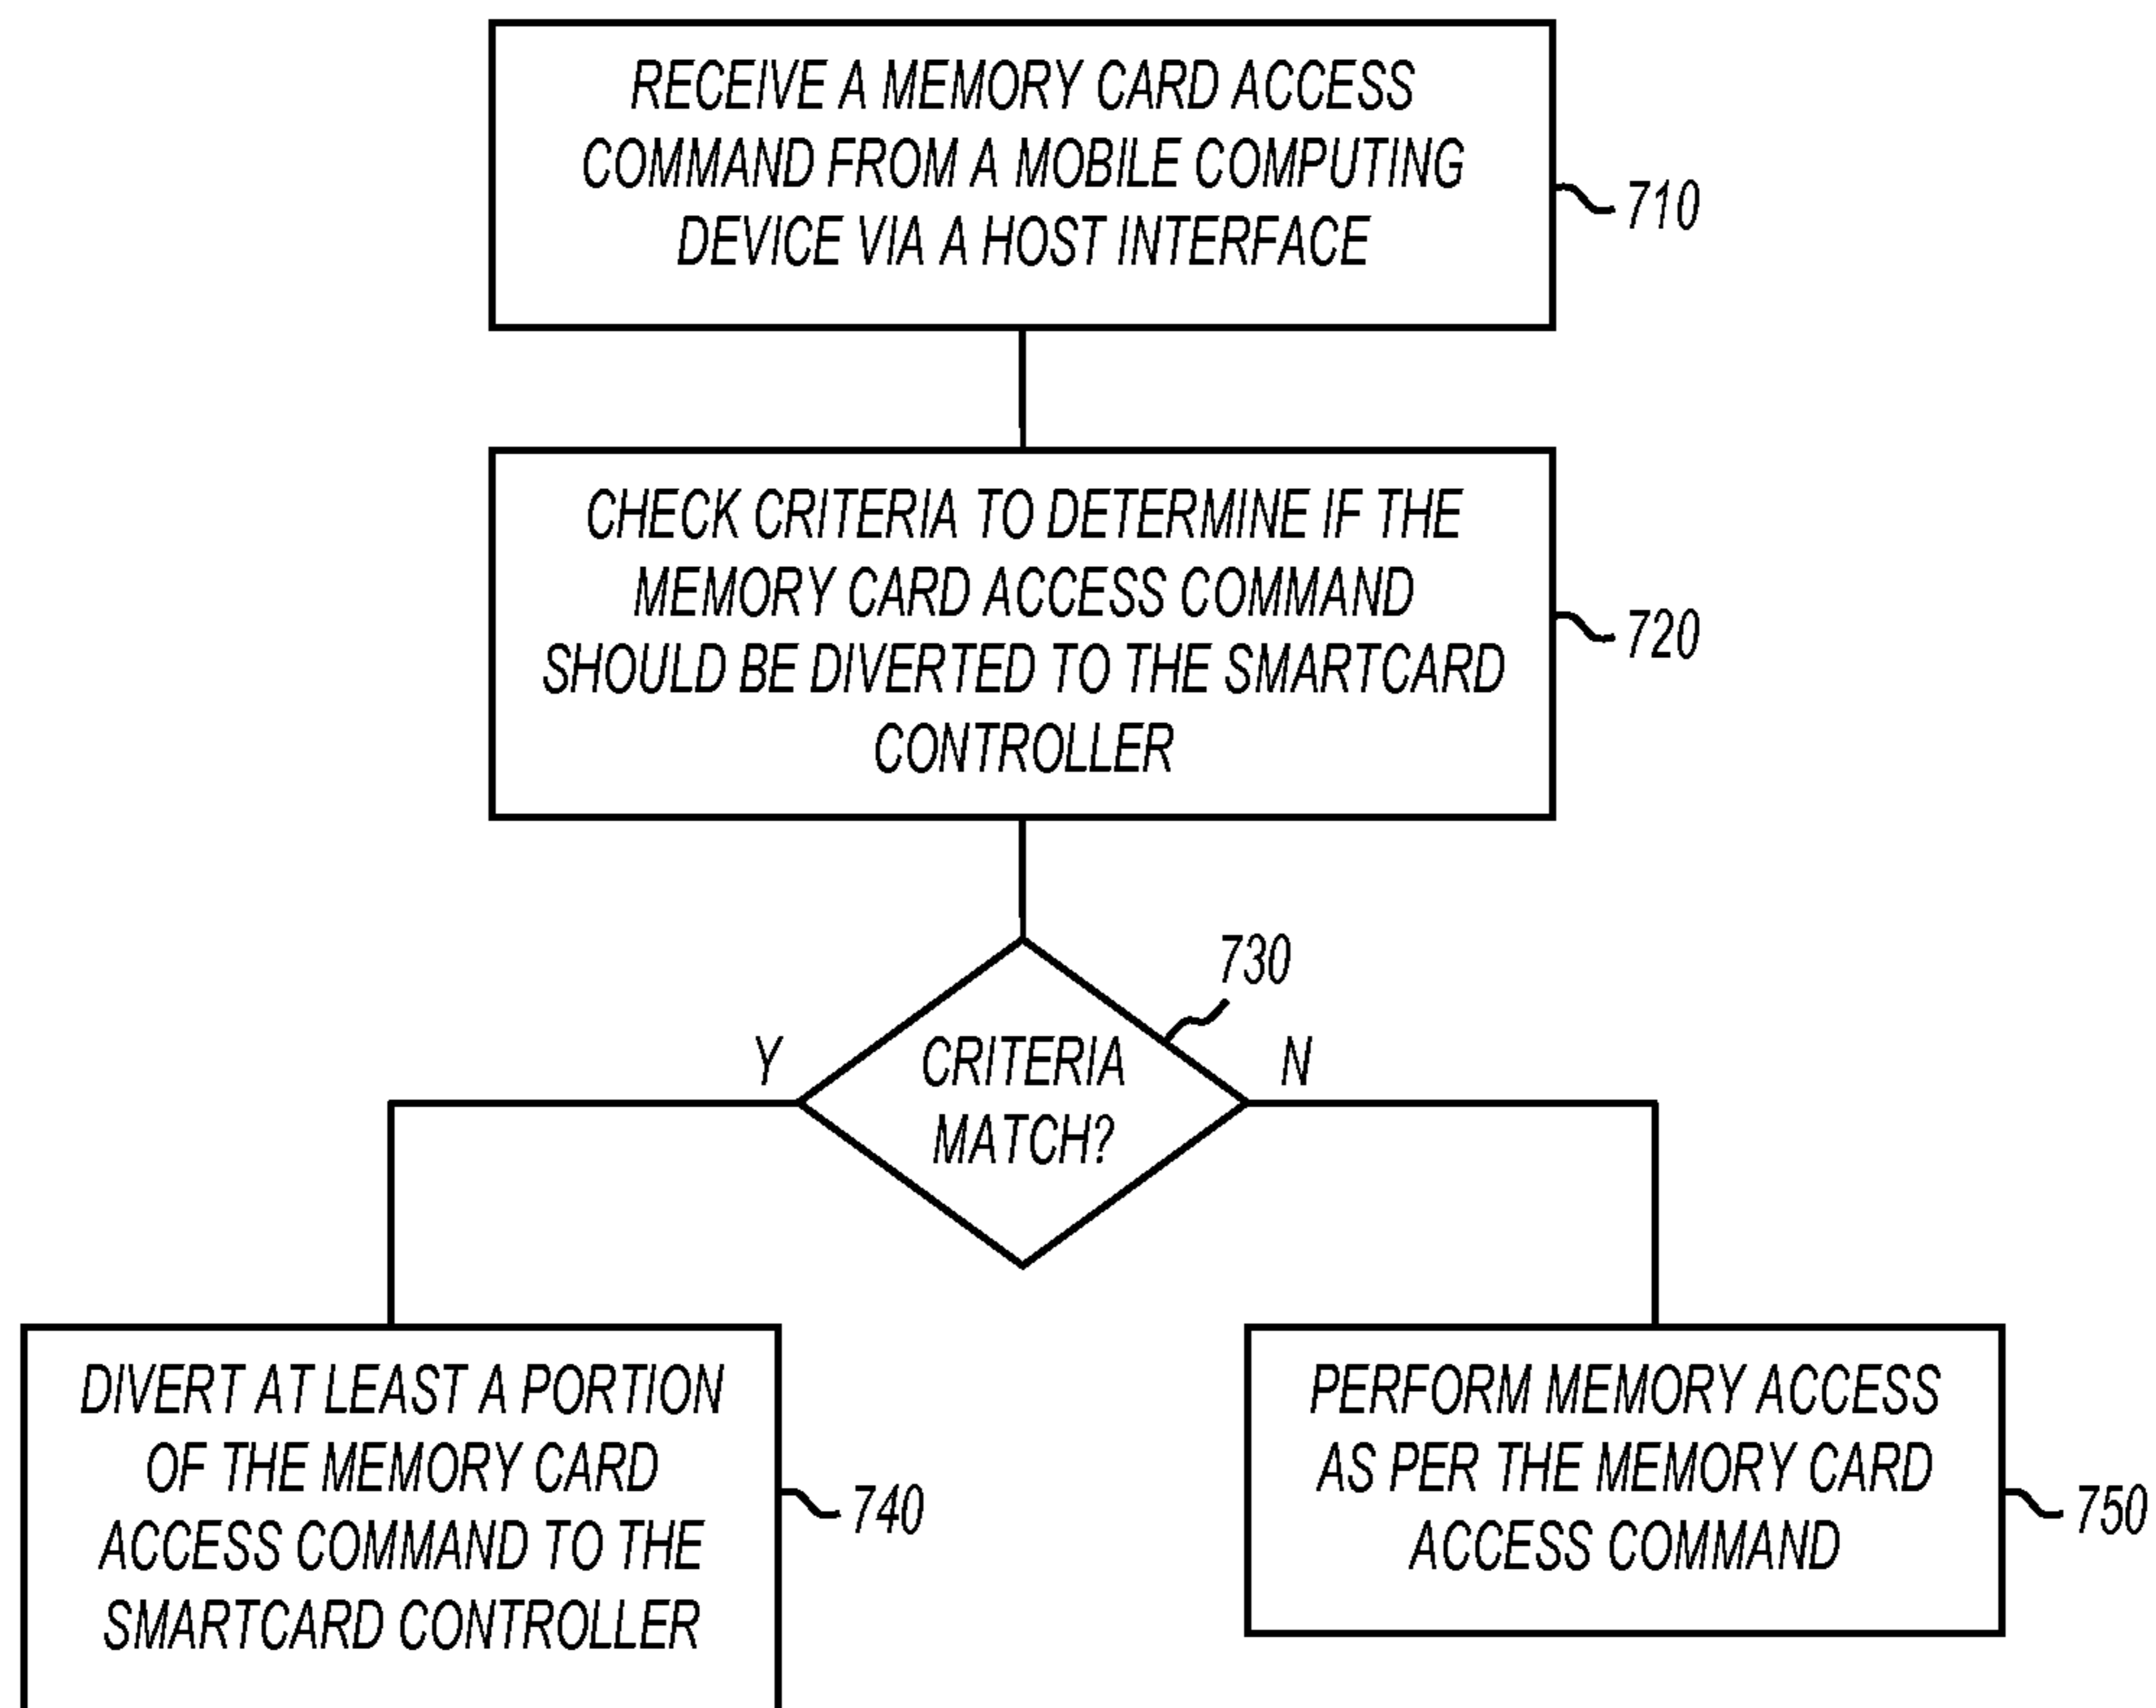 RECEIVE A MEMORY CARD ACCESS
COMMAND FROM A MOBILE COMPUTING
DEVICE VIA A HOST INTERFACE
710
CHECK CRITERIA TO DETERMINE IF THE
MEMORY CARD ACCESS COMMAND
SHOULD BE DIVERTED TO THE SMARTCARD
CONTROLLER
720
730
Y
CRITERIA
MATCH?
N
DIVERT AT LEAST A PORTION
OF THE MEMORY CARD
ACCESS COMMAND TO THE
SMARTCARD CONTROLLER
740
PERFORM MEMORY ACCESS
AS PER THE MEMORY CARD
ACCESS COMMAND
750